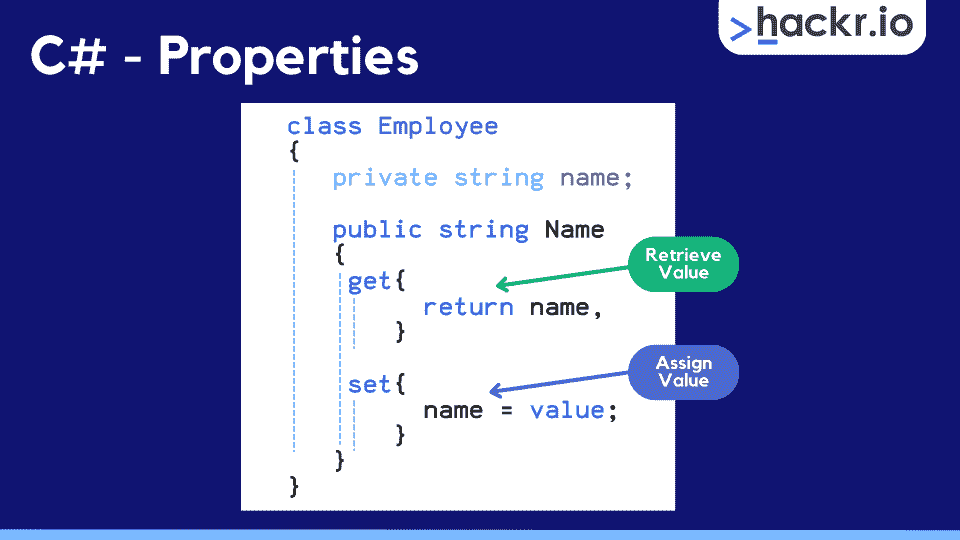 >hackr.io
C# - Properties
class Employee
{
private string name;
public string Name
{
get{
return name,
}
set{
name = value;
}
}
}
Retrieve
Value
Assign
Value